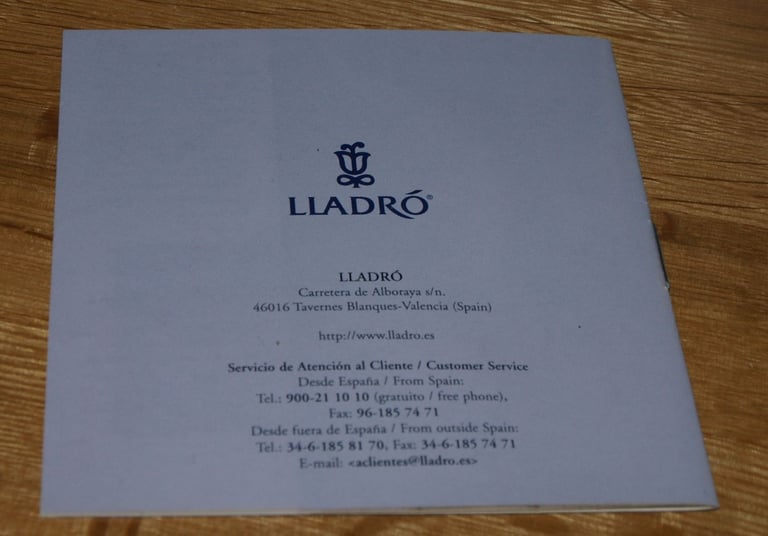 LLADRÓ®
LLADRÓ
Carretera de Alboraya s/n.
46016 Tavernes Blanques-Valencia (Spain)
http://www.lladro.es
Servicio de Atención al Cliente / Customer Service
Desde España / From Spain:
Tel.: 900-21 10 10 (gratuito / free phone),
Fax: 96-185 74 71
Desde fuera de España / From outside Spain:
Tel.: 34-6-185 81 70, Fax: 34-6-185 74 71
E-mail: <aclientes@lladro.es>